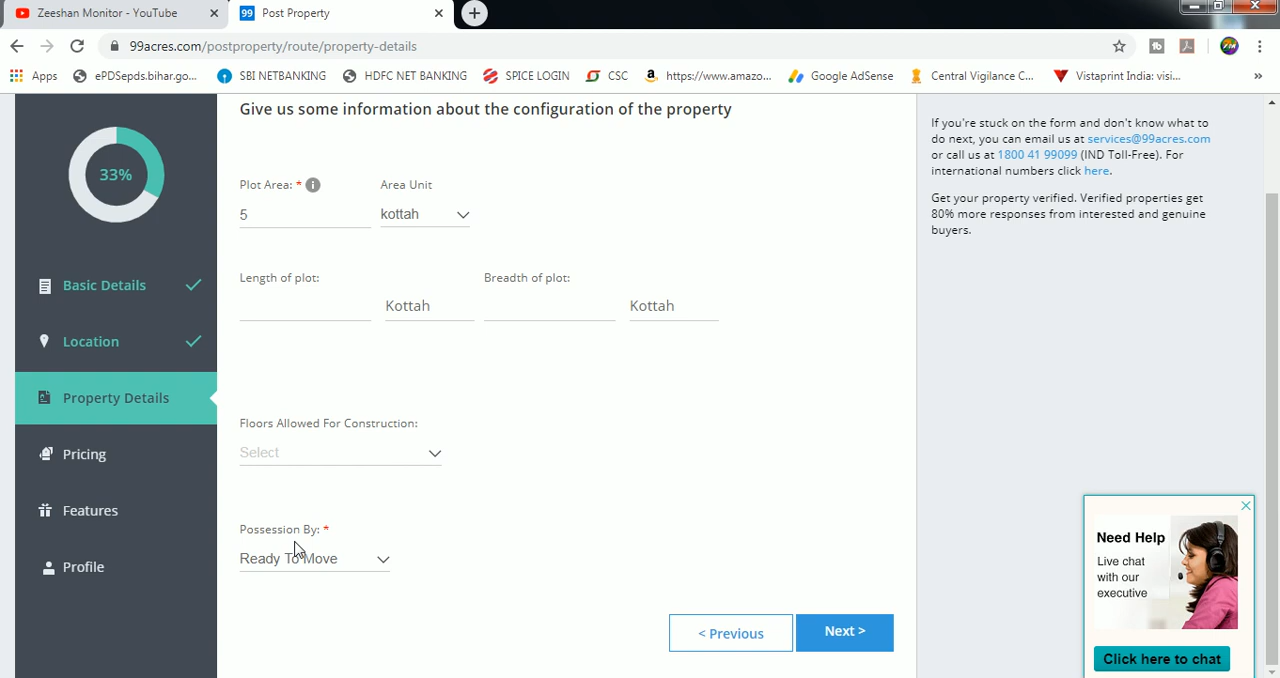 Zeeshan Monitor - YouTube
99 Post Property
99acres.com/postproperty/route/property-details
Apps ePDSepds.bihar.go... SBI NETBANKING HDFC NET BANKING SPICE LOGIN CSC https://www.amazo... Google AdSense Central Vigilance C... Vistaprint India: visi... »
33%
Basic Details
Location
Property Details
Pricing
Features
Profile
Give us some information about the configuration of the property
Plot Area: * Area Unit
5 kottah
Length of plot: Breadth of plot:
Kottah Kottah
Floors Allowed For Construction:
Select
Possession By: *
Ready To Move
< Previous Next >
If you're stuck on the form and don't know what to
do next, you can email us at services@99acres.com
or call us at 1800 41 99099 (IND Toll-Free). For
international numbers click here.
Get your property verified. Verified properties get
80% more responses from interested and genuine
buyers.
Need Help
Live chat
with our
executive
Click here to chat